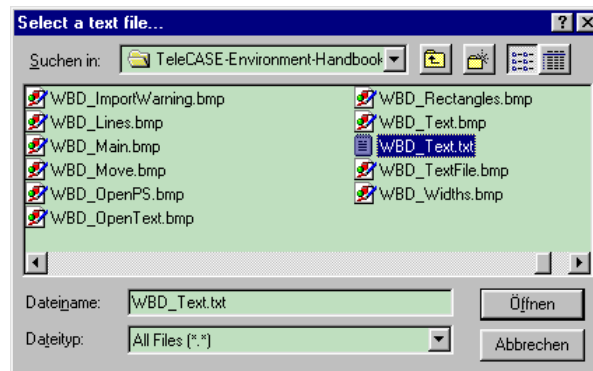 Select a text file...
Suchen in: TeleCASE-Environment-Handbook
WBD_ImportWarning.bmp WBD_Rectangles.bmp
WBD_Lines.bmp WBD_Text.bmp
WBD_Main.bmp WBD_Text.txt
WBD_Move.bmp WBD_TextFile.bmp
WBD_OpenPS.bmp WBD_Widths.bmp
WBD_OpenText.bmp
Dateiname: WBD_Text.txt Öffnen
Dateityp: All Files (*.*) Abbrechen